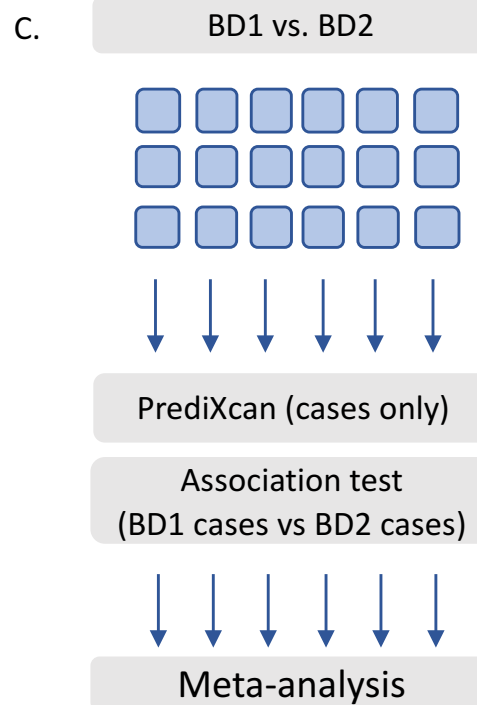 C.
BD1 vs. BD2
PrediXcan (cases only)
Association test
(BD1 cases vs BD2 cases)
Meta-analysis